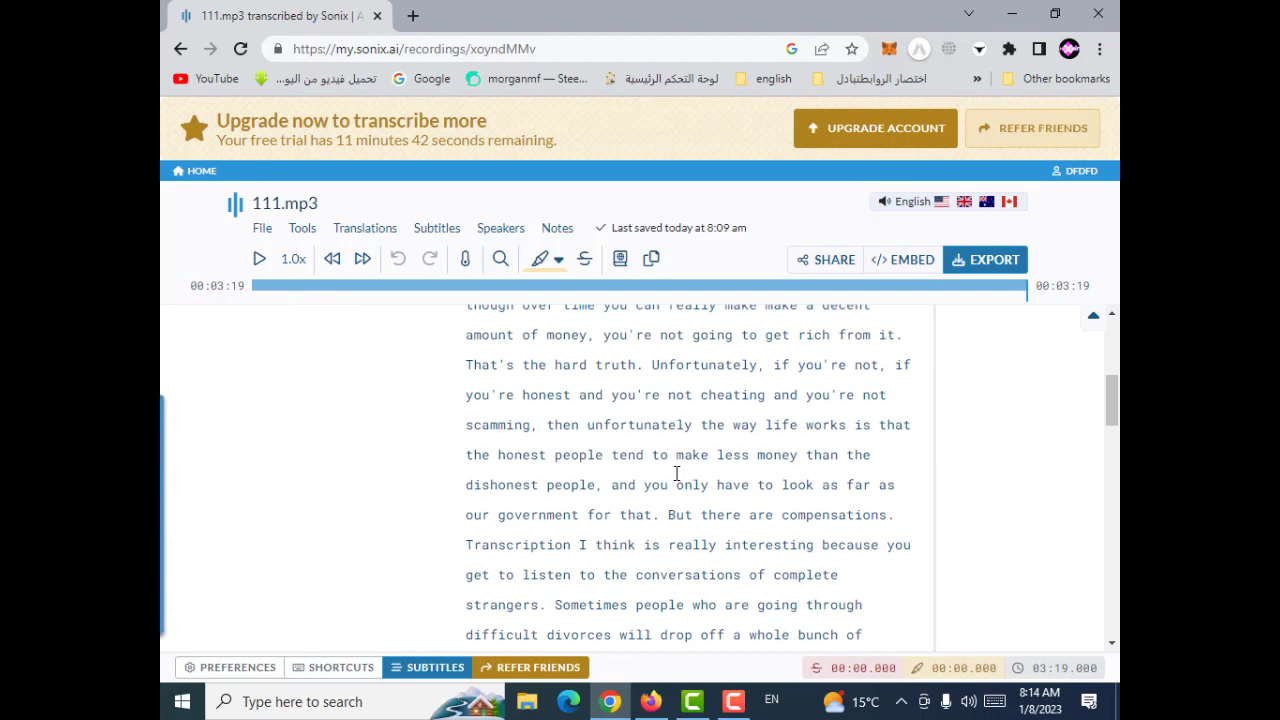 111.mp3 transcribed by Sonix | A
https://my.sonix.ai/recordings/xoyndMMv
YouTube
تحميل فيديو من اليو...
Google
morganmf — Stee...
لوحة التحكم الرئيسية
english
اختصار الروابطتبادل
»
Other bookmarks
Upgrade now to transcribe more
Your free trial has 11 minutes 42 seconds remaining.
UPGRADE ACCOUNT
REFER FRIENDS
HOME
DFDFD
111.mp3
English
File Tools Translations Subtitles Speakers Notes Last saved today at 8:09 am
1.0x
SHARE </> EMBED EXPORT
00:03:19
00:03:19
though over time you can really make make a decent
amount of money, you're not going to get rich from it.
That's the hard truth. Unfortunately, if you're not, if
you're honest and you're not cheating and you're not
scamming, then unfortunately the way life works is that
the honest people tend to make less money than the
dishonest people, and you only have to look as far as
our government for that. But there are compensations.
Transcription I think is really interesting because you
get to listen to the conversations of complete
strangers. Sometimes people who are going through
difficult divorces will drop off a whole bunch of
PREFERENCES SHORTCUTS SUBTITLES REFER FRIENDS
00:00.000 00:00.000 03:19.000
Type here to search
15°C
EN
8:14 AM
1/8/2023